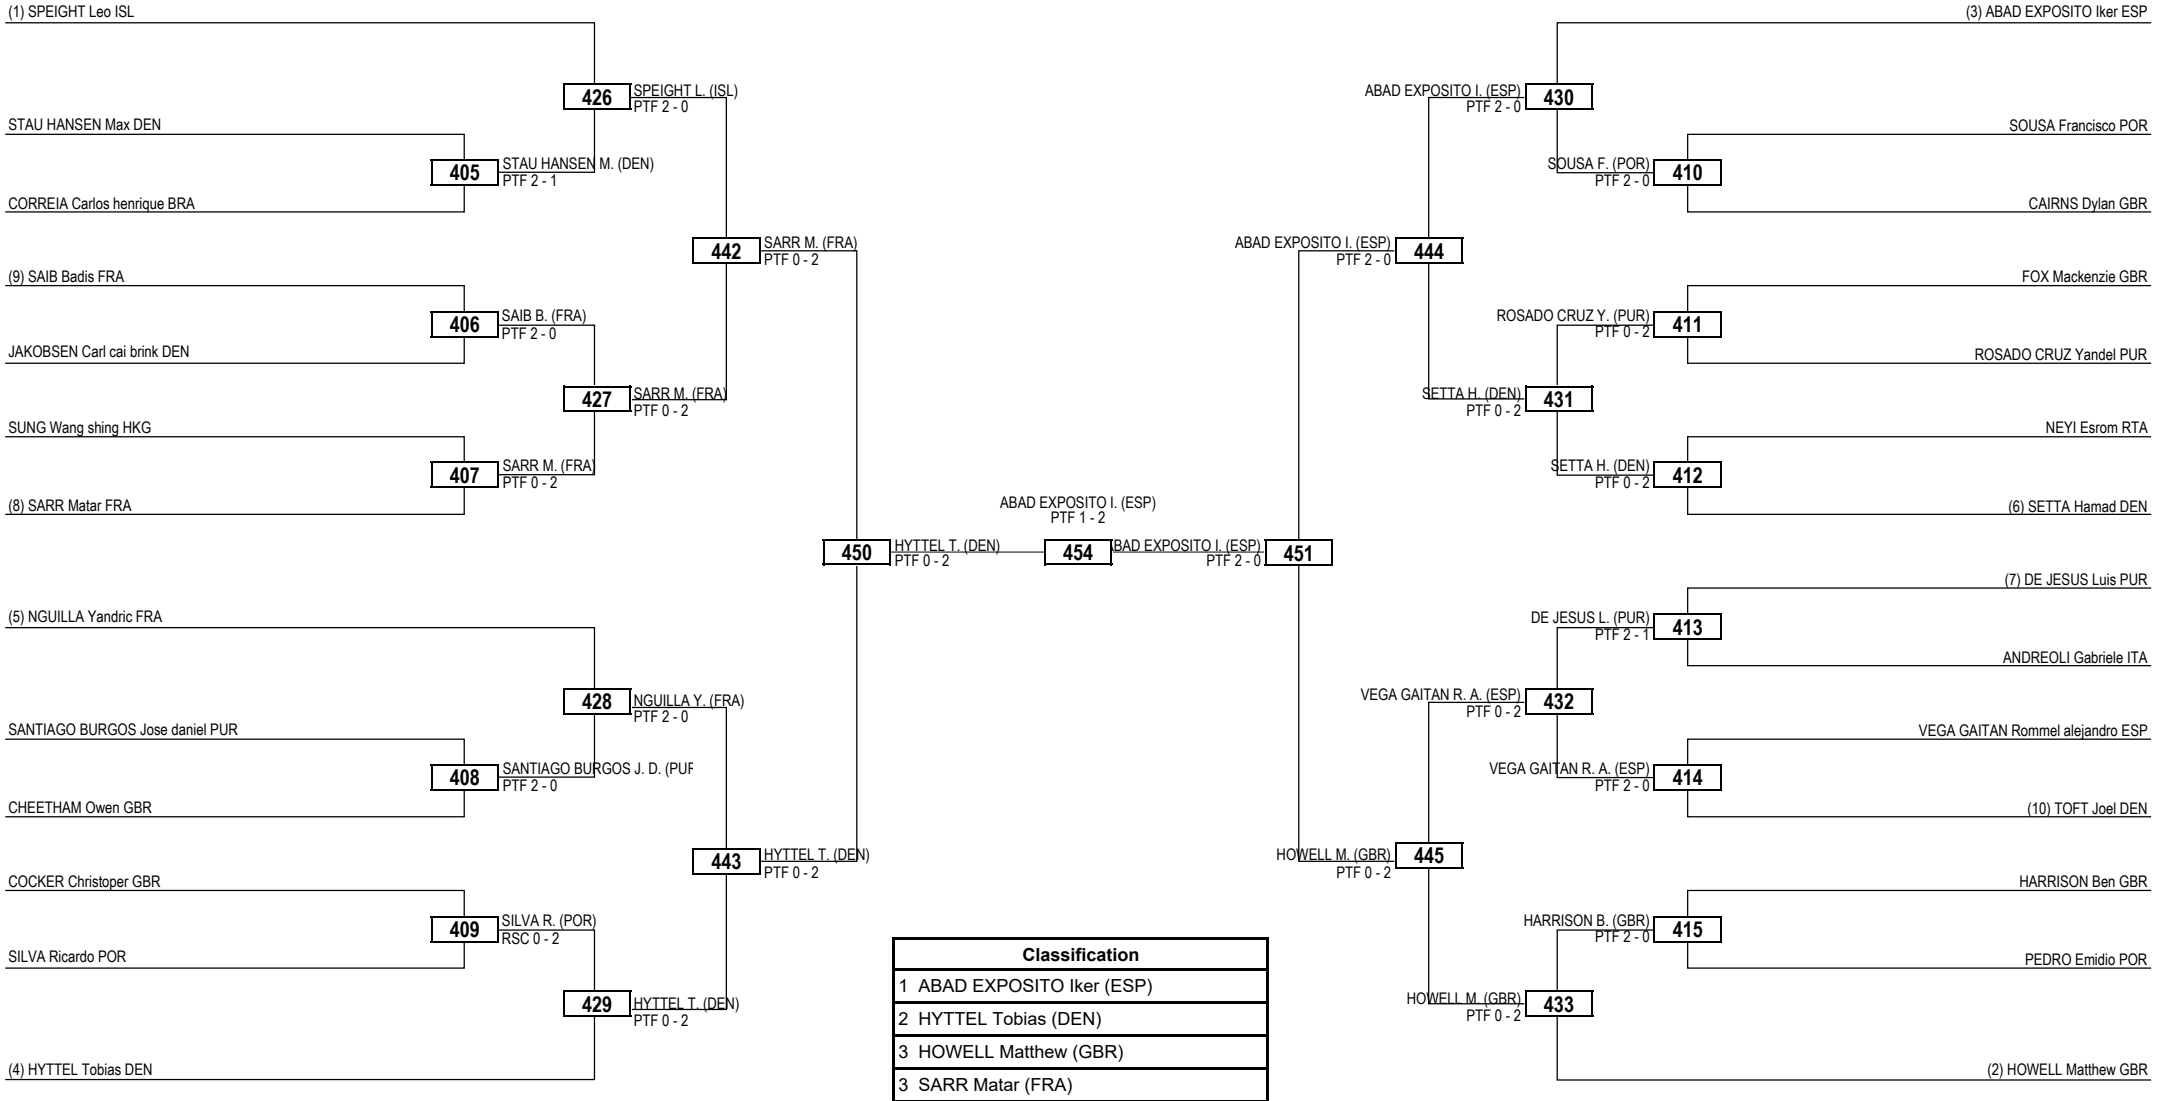 (1) SPEIGHT Leo ISL
426
SPEIGHT L. (ISL)
PTF 2 - 0
STAU HANSEN Max DEN
405
STAU HANSEN M. (DEN)
PTF 2 - 1
CORREIA Carlos henrique BRA
442
SARR M. (FRA)
PTF 0 - 2
(9) SAIB Badis FRA
406
SAIB B. (FRA)
PTF 2 - 0
JAKOBSEN Carl cai brink DEN
427
SARR M. (FRA)
PTF 0 - 2
SUNG Wang shing HKG
407
SARR M. (FRA)
PTF 0 - 2
(8) SARR Matar FRA
450
HYTTEL T. (DEN)
PTF 0 - 2
(5) NGUILLA Yandric FRA
428
NGUILLA Y. (FRA)
PTF 2 - 0
SANTIAGO BURGOS Jose daniel PUR
408
SANTIAGO BURGOS J. D. (PUR
PTF 2 - 0
CHEETHAM Owen GBR
443
HYTTEL T. (DEN)
PTF 0 - 2
COCKER Christoper GBR
409
SILVA R. (POR)
RSC 0 - 2
SILVA Ricardo POR
429
HYTTEL T. (DEN)
PTF 0 - 2
(4) HYTTEL Tobias DEN
ABAD EXPOSITO I. (ESP)
PTF 1 - 2
454
ABAD EXPOSITO I. (ESP)
PTF 2 - 0
451
(3) ABAD EXPOSITO Iker ESP
ABAD EXPOSITO I. (ESP)
PTF 2 - 0
430
SOUSA Francisco POR
SOUSA F. (POR)
PTF 2 - 0
410
CAIRNS Dylan GBR
ABAD EXPOSITO I. (ESP)
PTF 2 - 0
444
FOX Mackenzie GBR
ROSADO CRUZ Y. (PUR)
PTF 0 - 2
411
ROSADO CRUZ Yandel PUR
SETTA H. (DEN)
PTF 0 - 2
431
NEYI Esrom RTA
SETTA H. (DEN)
PTF 0 - 2
412
(6) SETTA Hamad DEN
(7) DE JESUS Luis PUR
DE JESUS L. (PUR)
PTF 2 - 1
413
ANDREOLI Gabriele ITA
VEGA GAITAN R. A. (ESP)
PTF 0 - 2
432
VEGA GAITAN Rommel alejandro ESP
VEGA GAITAN R. A. (ESP)
PTF 2 - 0
414
(10) TOFT Joel DEN
HOWELL M. (GBR)
PTF 0 - 2
445
HARRISON Ben GBR
HARRISON B. (GBR)
PTF 2 - 0
415
PEDRO Emidio POR
HOWELL M. (GBR)
PTF 0 - 2
433
(2) HOWELL Matthew GBR
Classification
1 ABAD EXPOSITO Iker (ESP)
2 HYTTEL Tobias (DEN)
3 HOWELL Matthew (GBR)
3 SARR Matar (FRA)